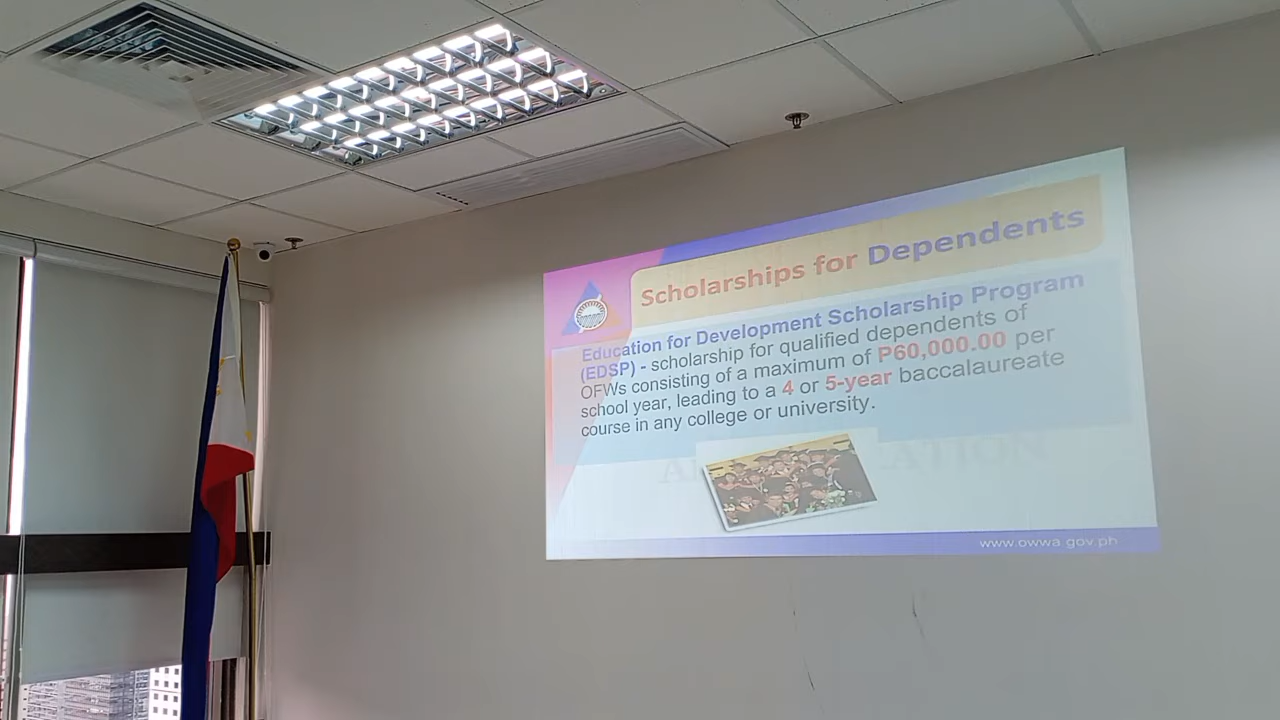 Scholarships for Dependents
Education for Development Scholarship Program
(EDSP) - scholarship for qualified dependents of
OFWs consisting of a maximum of P60,000.00 per
school year, leading to a 4 or 5-year baccalaureate
course in any college or university.
www.owwa.gov.ph